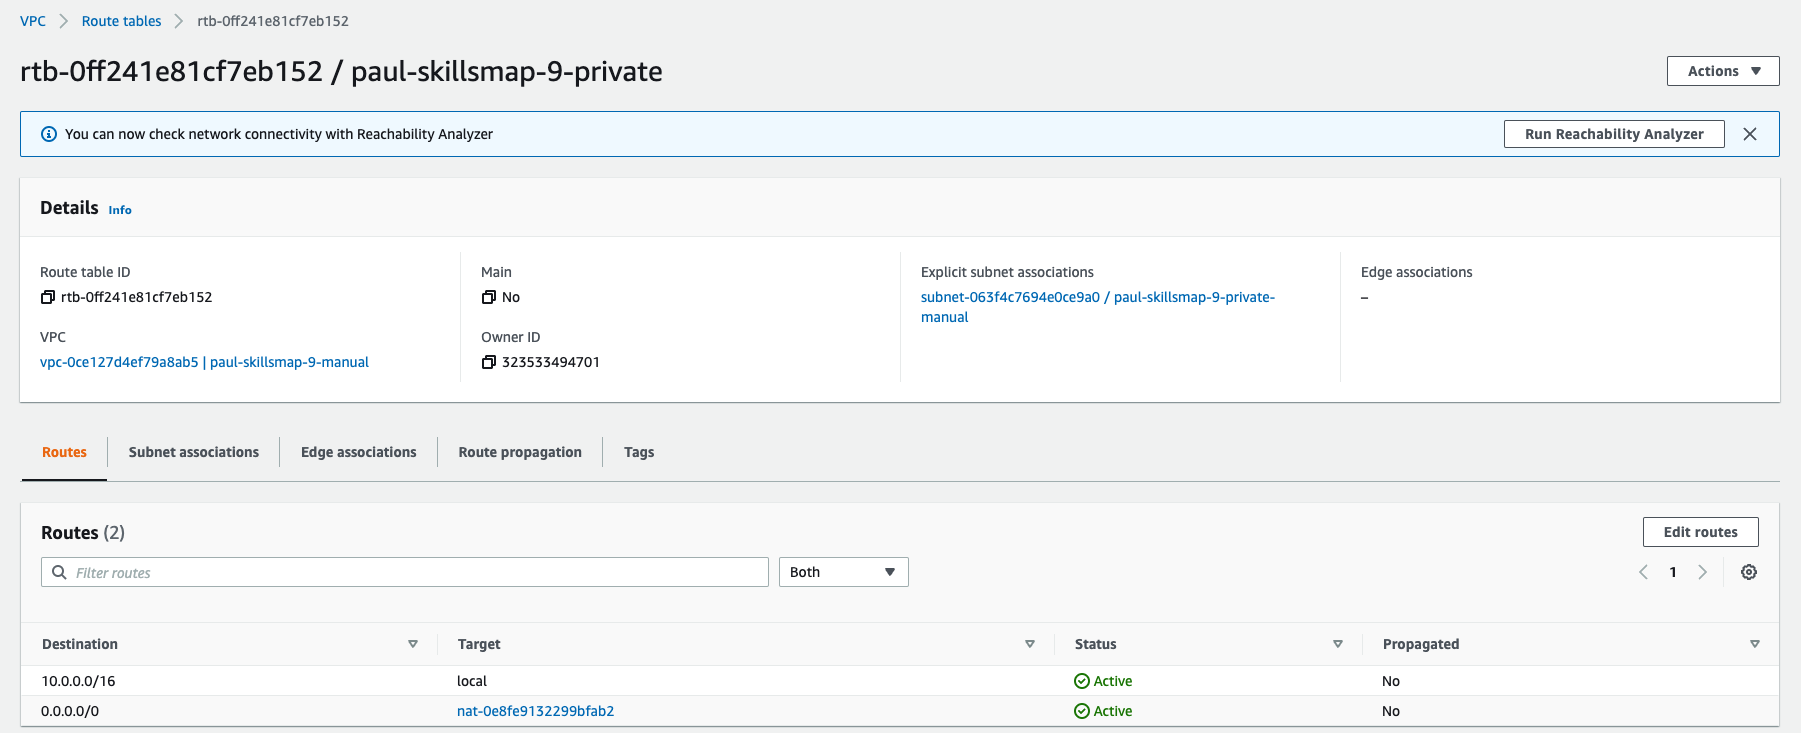 VPC > Route tables > rtb-0ff241e81cf7eb152
rtb-0ff241e81cf7eb152 / paul-skillsmap-9-private
Actions
You can now check network connectivity with Reachability Analyzer
Run Reachability Analyzer
Details Info
Route table ID
rtb-0ff241e81cf7eb152
VPC
vpc-0ce127d4ef79a8ab5 | paul-skillsmap-9-manual
Main
No
Owner ID
323533494701
Explicit subnet associations
subnet-063f4c7694e0ce9a0 / paul-skillsmap-9-private-
manual
Edge associations
–
Routes Subnet associations Edge associations Route propagation Tags
Routes (2)
Edit routes
Filter routes Both 1
Destination Target Status Propagated
10.0.0.0/16 local Active No
0.0.0.0/0 nat-0e8fe9132299bfab2 Active No